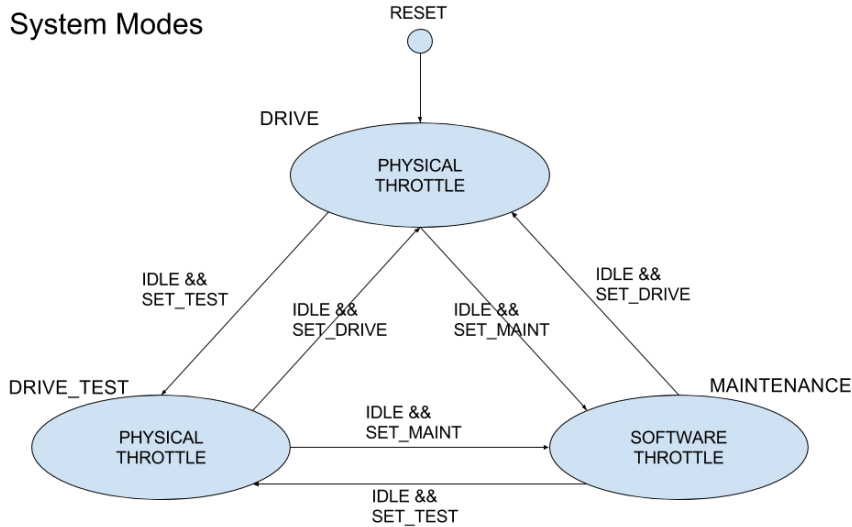 System Modes
RESET
DRIVE
PHYSICAL
THROTTLE
IDLE &&
SET_TEST
IDLE &&
SET_DRIVE
IDLE &&
SET_MAINT
IDLE &&
SET_DRIVE
DRIVE_TEST
MAINTENANCE
PHYSICAL
THROTTLE
IDLE &&
SET_MAINT
SOFTWARE
THROTTLE
IDLE &&
SET_TEST